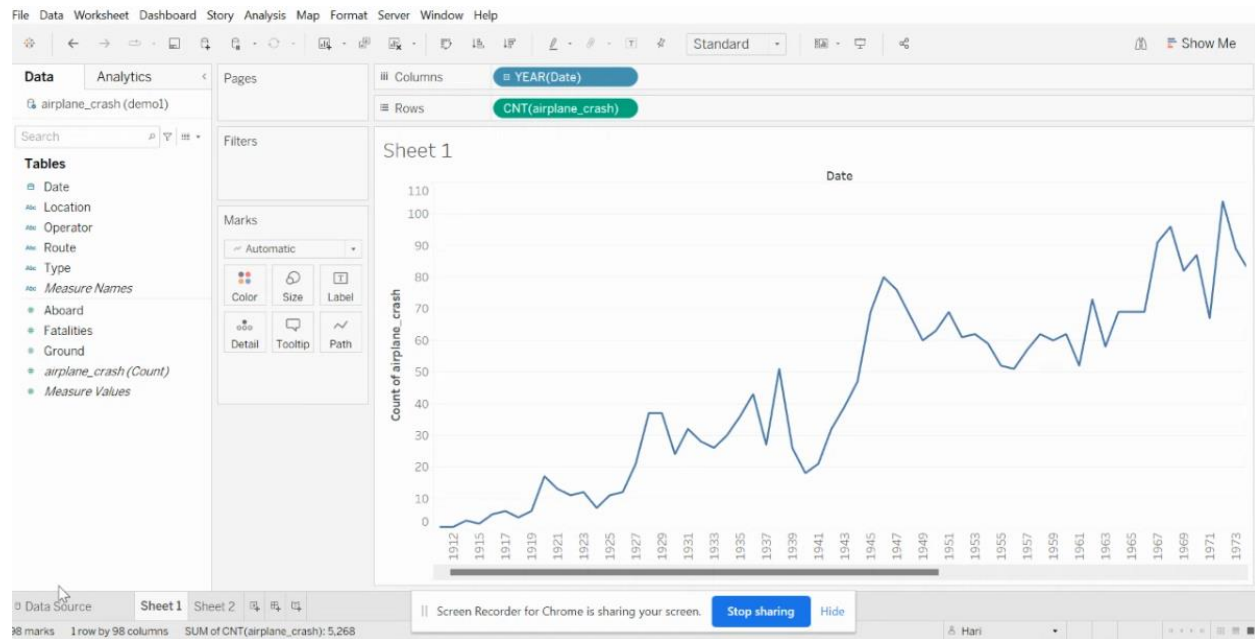 File Data Worksheet Dashboard Story Analysis Map Format Server Window Help
Standard
Show Me
Data Analytics
airplane_crash (demo1)
Search
Tables
Date
Abc Location
Abc Operator
Abc Route
Abc Type
Abc Measure Names
Aboard
Fatalities
Ground
airplane_crash (Count)
Measure Values
Pages
Filters
Marks
Automatic
Color Size Label
Detail Tooltip Path
Columns YEAR(Date)
Rows CNT(airplane_crash)
Sheet 1
Date
Count of airplane_crash
110
100
90
80
70
60
50
40
30
20
10
0
1912 1915 1917 1919 1921 1923 1925 1927 1929 1931 1933 1935 1937 1939 1941 1943 1945 1947 1949 1951 1953 1955 1957 1959 1961 1963 1965 1967 1969 1971 1973
Data Source Sheet 1 Sheet 2
Screen Recorder for Chrome is sharing your screen. Stop sharing Hide
98 marks 1 row by 98 columns SUM of CNT(airplane_crash): 5,268 Hari